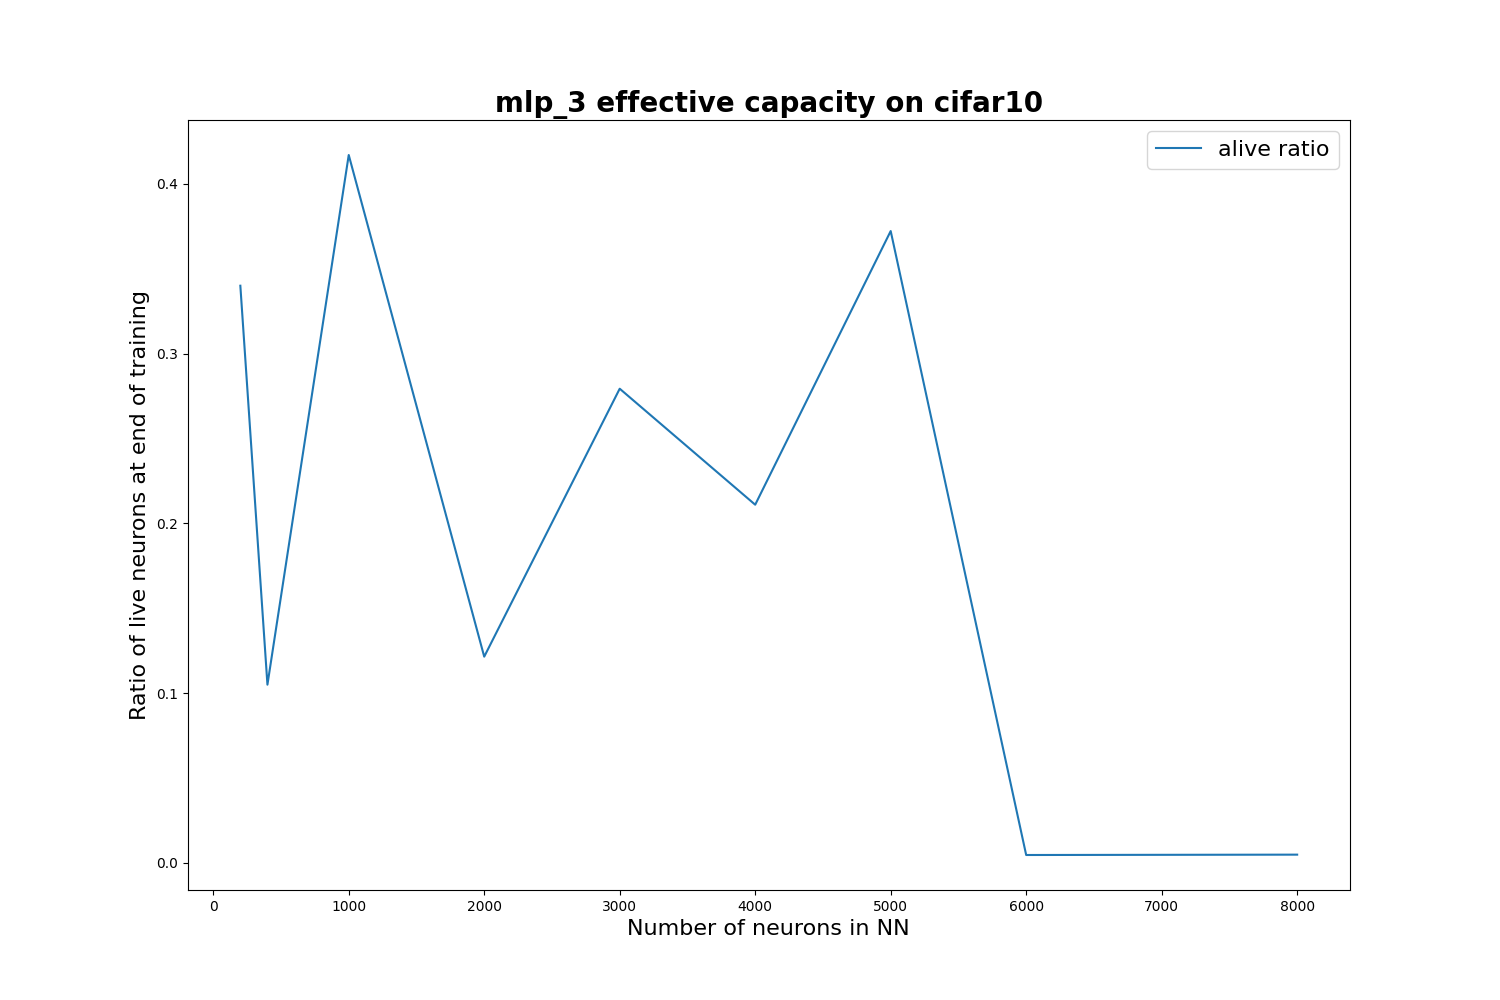 mlp_3 effective capacity on cifar10
alive ratio
Ratio of live neurons at end of training
0.4
0.3
0.2
0.1
0.0
0 1000 2000 3000 4000 5000 6000 7000 8000
Number of neurons in NN